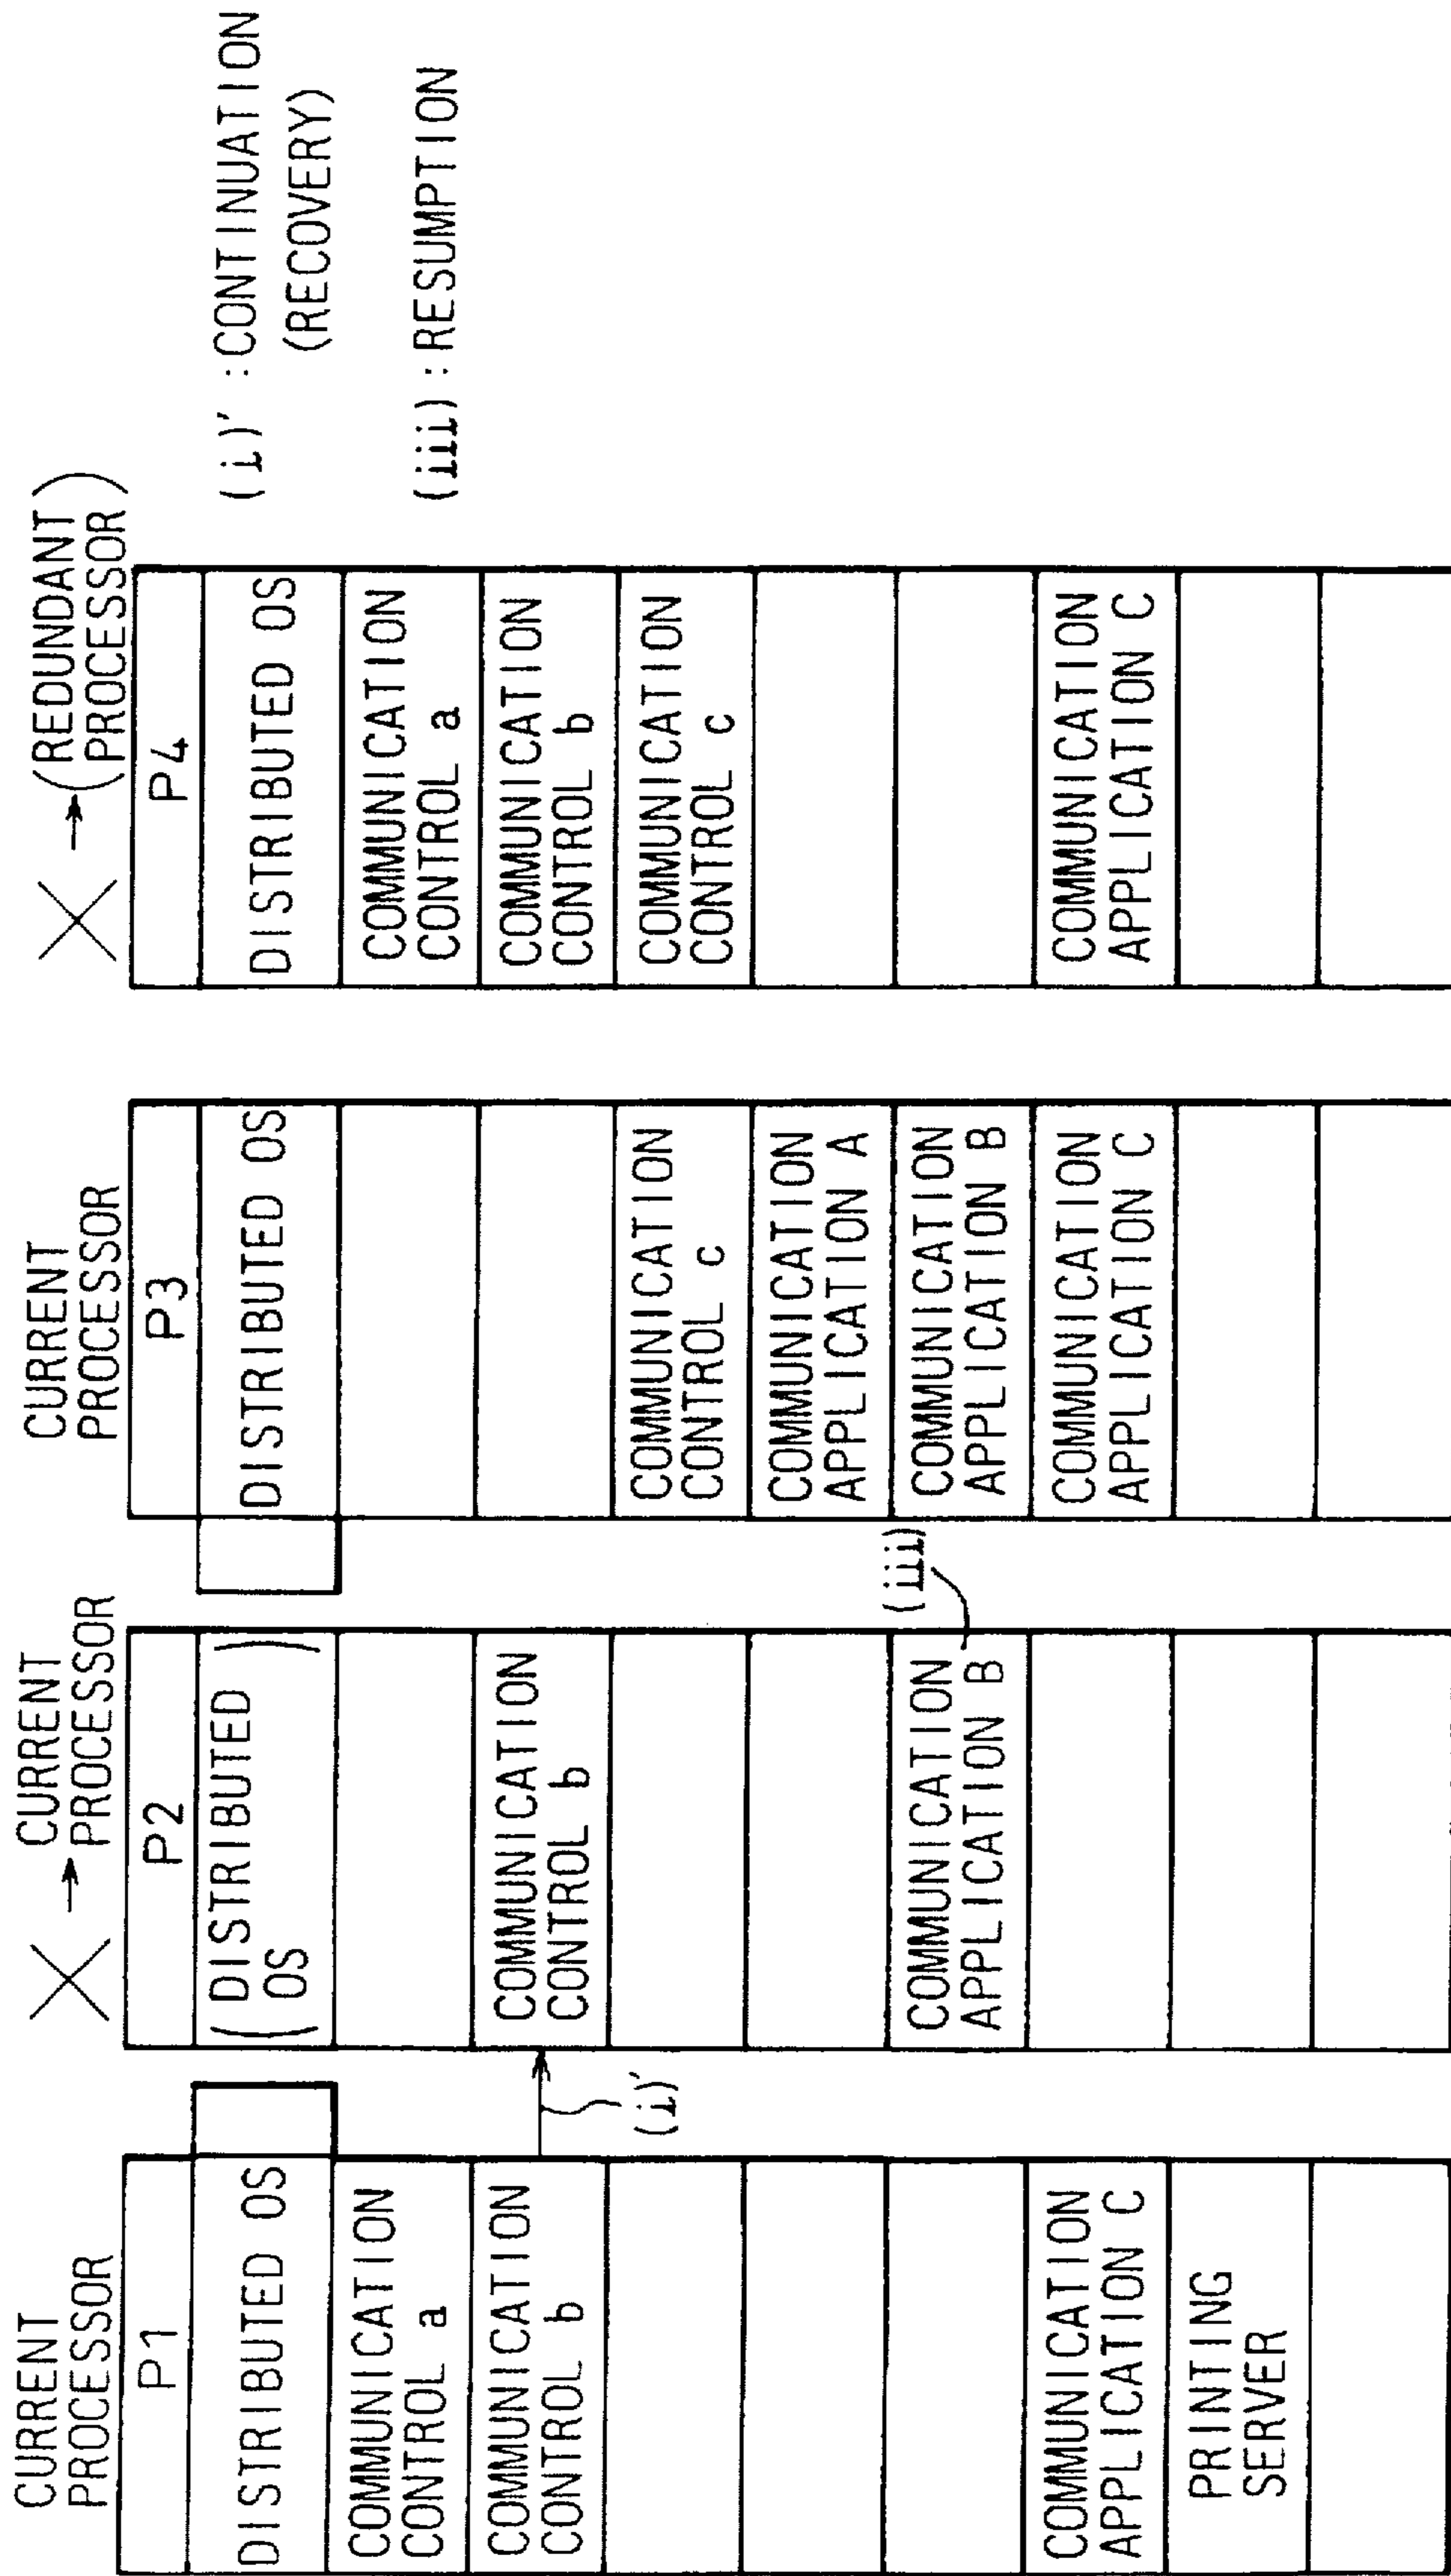 CURRENT
PROCESSOR
P1
DISTRIBUTED OS
COMMUNICATION
CONTROL a
COMMUNICATION
CONTROL b
COMMUNICATION
APPLICATION C
PRINTING
SERVER
(i)'
× → CURRENT
PROCESSOR
P2
(DISTRIBUTED
OS)
COMMUNICATION
CONTROL b
COMMUNICATION
APPLICATION B
(iii)
CURRENT
PROCESSOR
P3
DISTRIBUTED OS
COMMUNICATION
CONTROL c
COMMUNICATION
APPLICATION A
COMMUNICATION
APPLICATION B
COMMUNICATION
APPLICATION C
× → (REDUNDANT
PROCESSOR)
P4
DISTRIBUTED OS
COMMUNICATION
CONTROL a
COMMUNICATION
CONTROL b
COMMUNICATION
CONTROL c
COMMUNICATION
APPLICATION C
(i)' : CONTINUATION
(RECOVERY)
(iii) : RESUMPTION